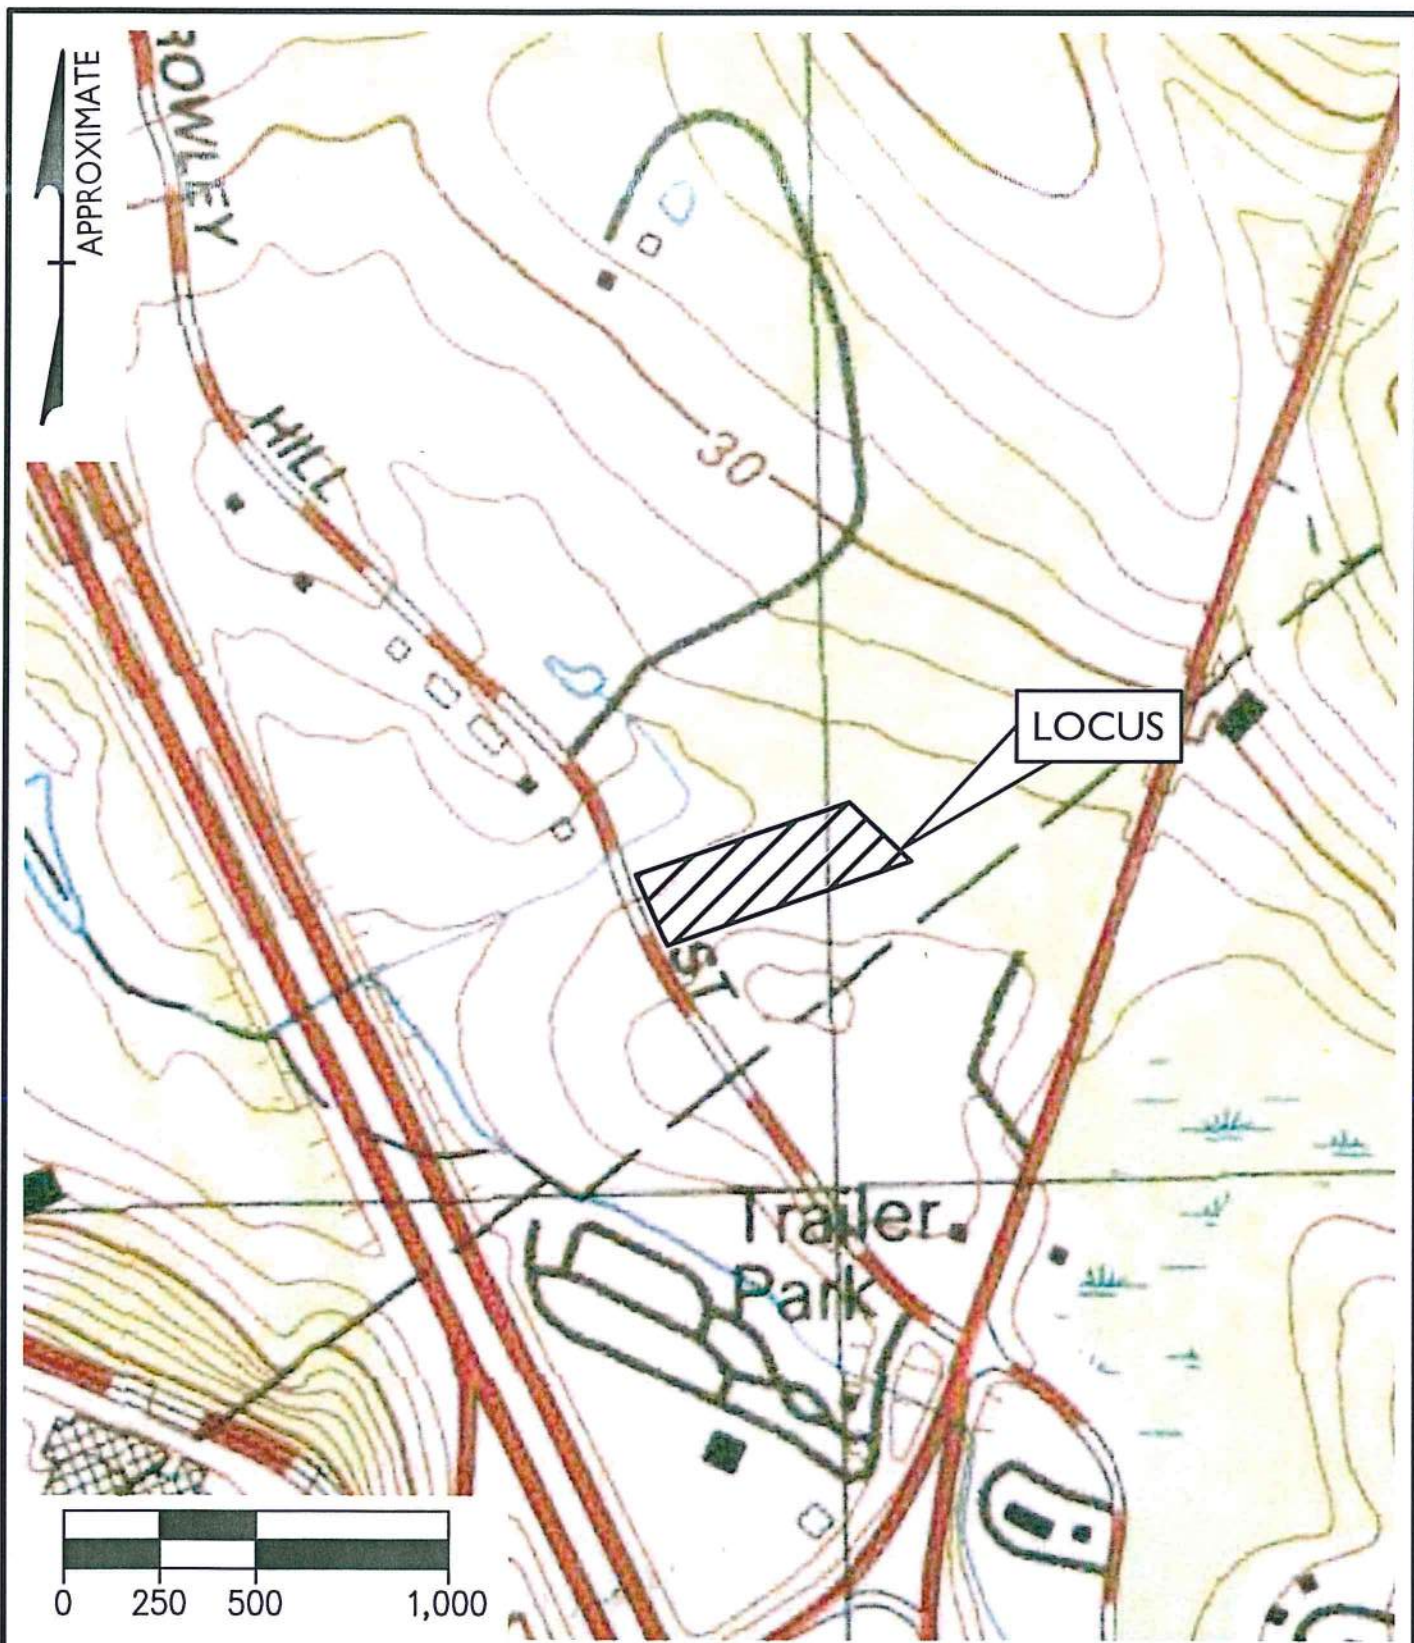 APPROXIMATE
ROWLEY
HILL
30
LOCUS
ST
Trailer
Park
0 250 500 1,000